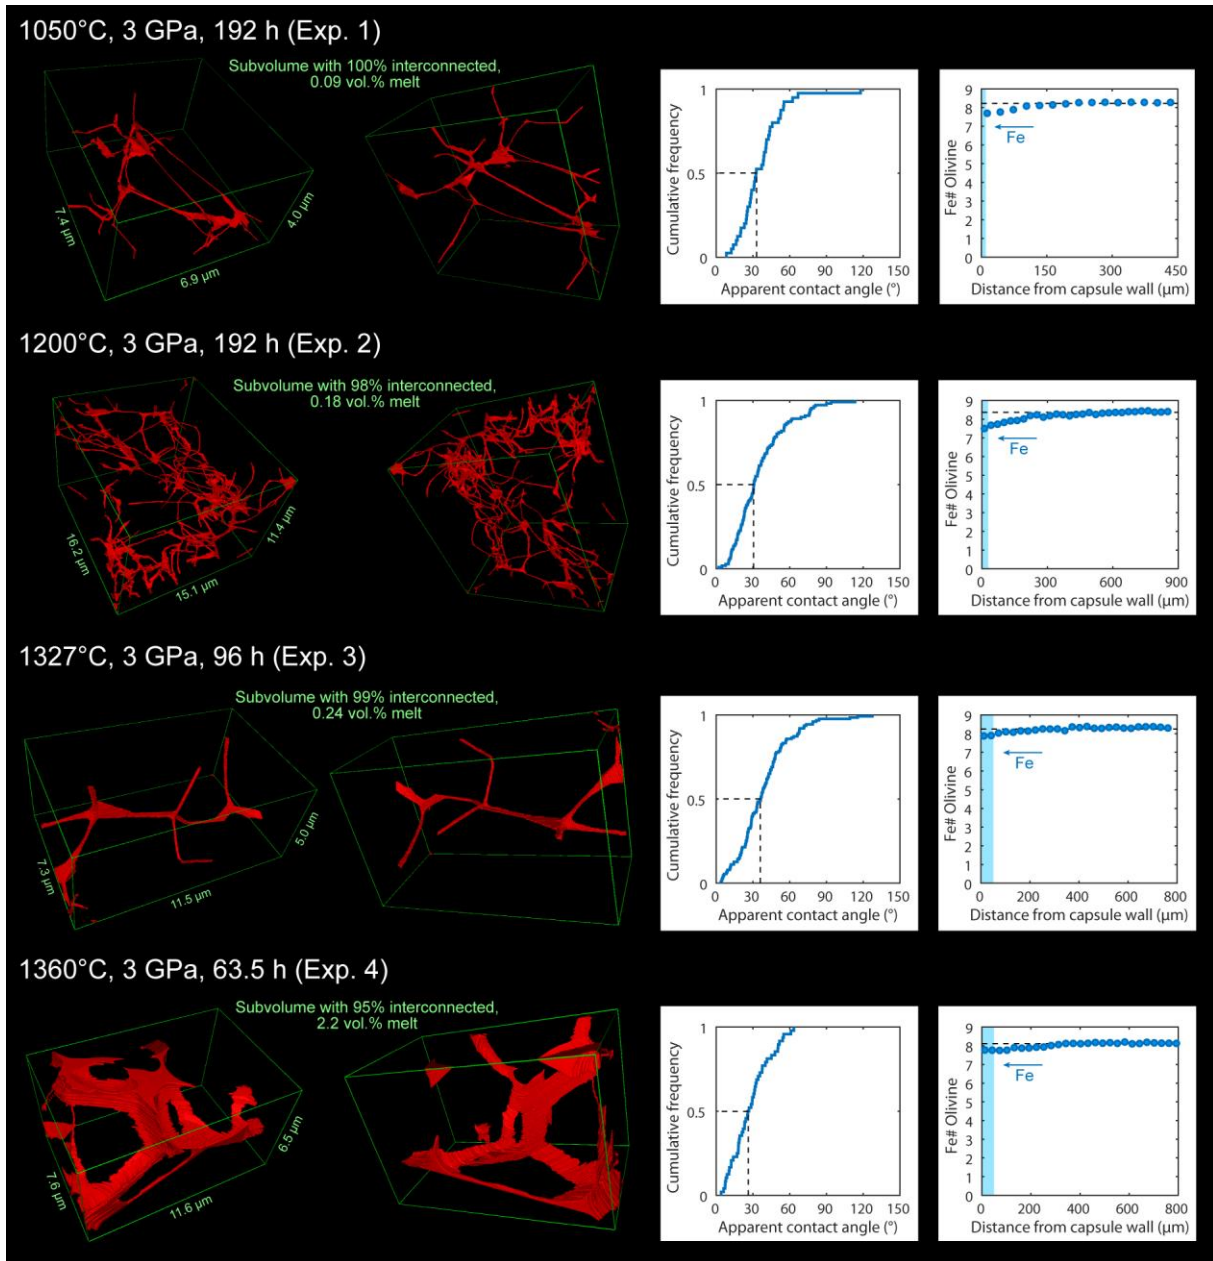 1050°C, 3 GPa, 192 h (Exp. 1)
Subvolume with 100% interconnected,
0.09 vol.% melt
7.4 µm
6.9 µm
4.0 µm
Cumulative frequency
1
0.5
0
0 30 60 90 120 150
Apparent contact angle (°)
Fe# Olivine
9
8
7
6
5
4
3
2
1
0
Fe
0 150 300 450
Distance from capsule wall (µm)
1200°C, 3 GPa, 192 h (Exp. 2)
Subvolume with 98% interconnected,
0.18 vol.% melt
16.2 µm
15.1 µm
11.4 µm
Cumulative frequency
1
0.5
0
0 30 60 90 120 150
Apparent contact angle (°)
Fe# Olivine
9
8
7
6
5
4
3
2
1
0
Fe
0 300 600 900
Distance from capsule wall (µm)
1327°C, 3 GPa, 96 h (Exp. 3)
Subvolume with 99% interconnected,
0.24 vol.% melt
7.3 µm
11.5 µm
5.0 µm
Cumulative frequency
1
0.5
0
0 30 60 90 120 150
Apparent contact angle (°)
Fe# Olivine
9
8
7
6
5
4
3
2
1
0
Fe
0 200 400 600 800
Distance from capsule wall (µm)
1360°C, 3 GPa, 63.5 h (Exp. 4)
Subvolume with 95% interconnected,
2.2 vol.% melt
7.6 µm
11.6 µm
6.5 µm
Cumulative frequency
1
0.5
0
0 30 60 90 120 150
Apparent contact angle (°)
Fe# Olivine
9
8
7
6
5
4
3
2
1
0
Fe
200 400 600 800
Distance from capsule wall (µm)